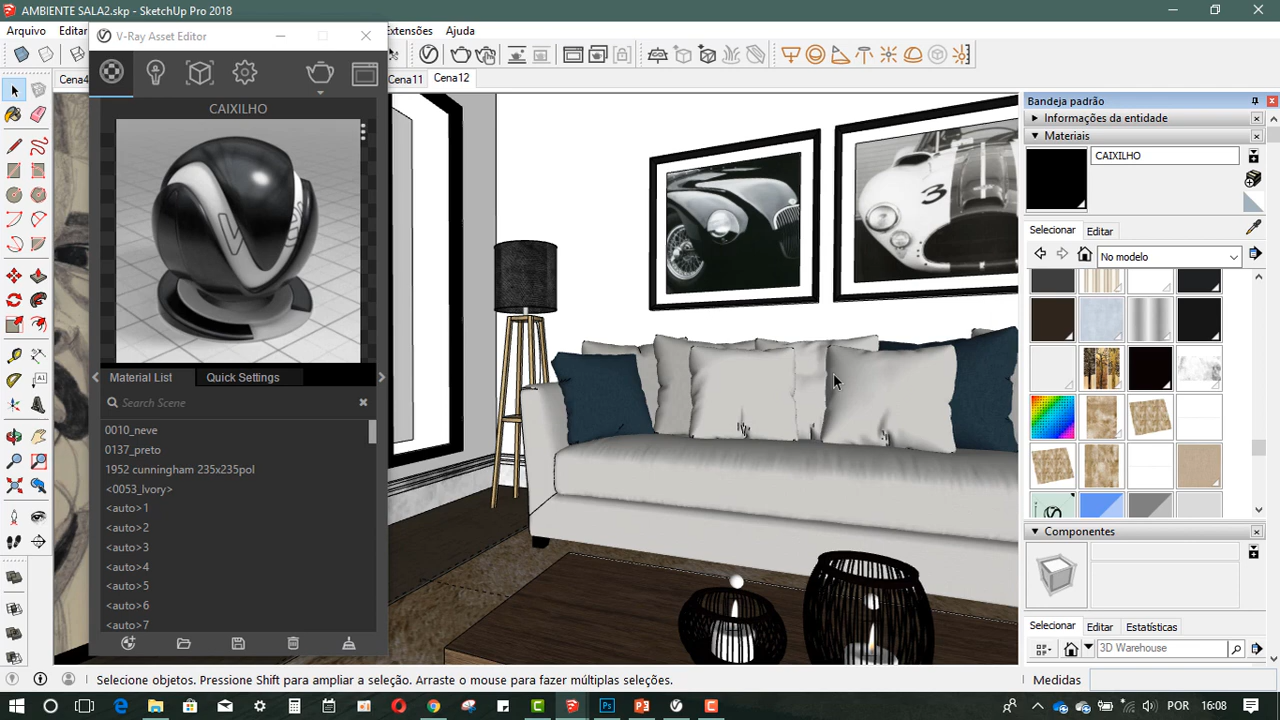 AMBIENTE SALA2.skp - SketchUp Pro 2018
Arquivo
Editar
Extensões
Ajuda
V-Ray Asset Editor
Cena4
Cena11
Cena12
CAIXILHO
Material List
Quick Settings
Search Scene
0010_neve
0137_preto
1952 cunningham 235x235pol
<0053_Ivory>
<auto>1
<auto>2
<auto>3
<auto>4
<auto>5
<auto>6
<auto>7
3
Bandeja padrão
Informações da entidade
Materiais
CAIXILHO
Selecionar
Editar
No modelo
Componentes
Selecionar
Editar
Estatísticas
3D Warehouse
Selecione objetos. Pressione Shift para ampliar a seleção. Arraste o mouse para fazer múltiplas seleções.
Medidas
POR
16:08